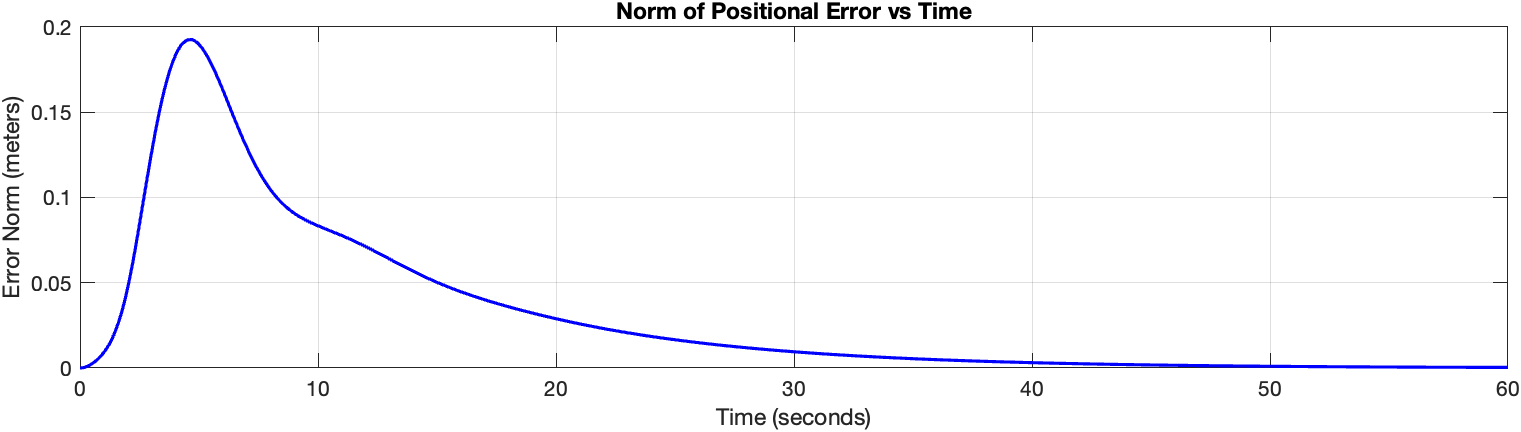 Norm of Positional Error vs Time
Error Norm (meters)
0.2
0.15
0.1
0.05
0
0 10 20 30 40 50 60
Time (seconds)